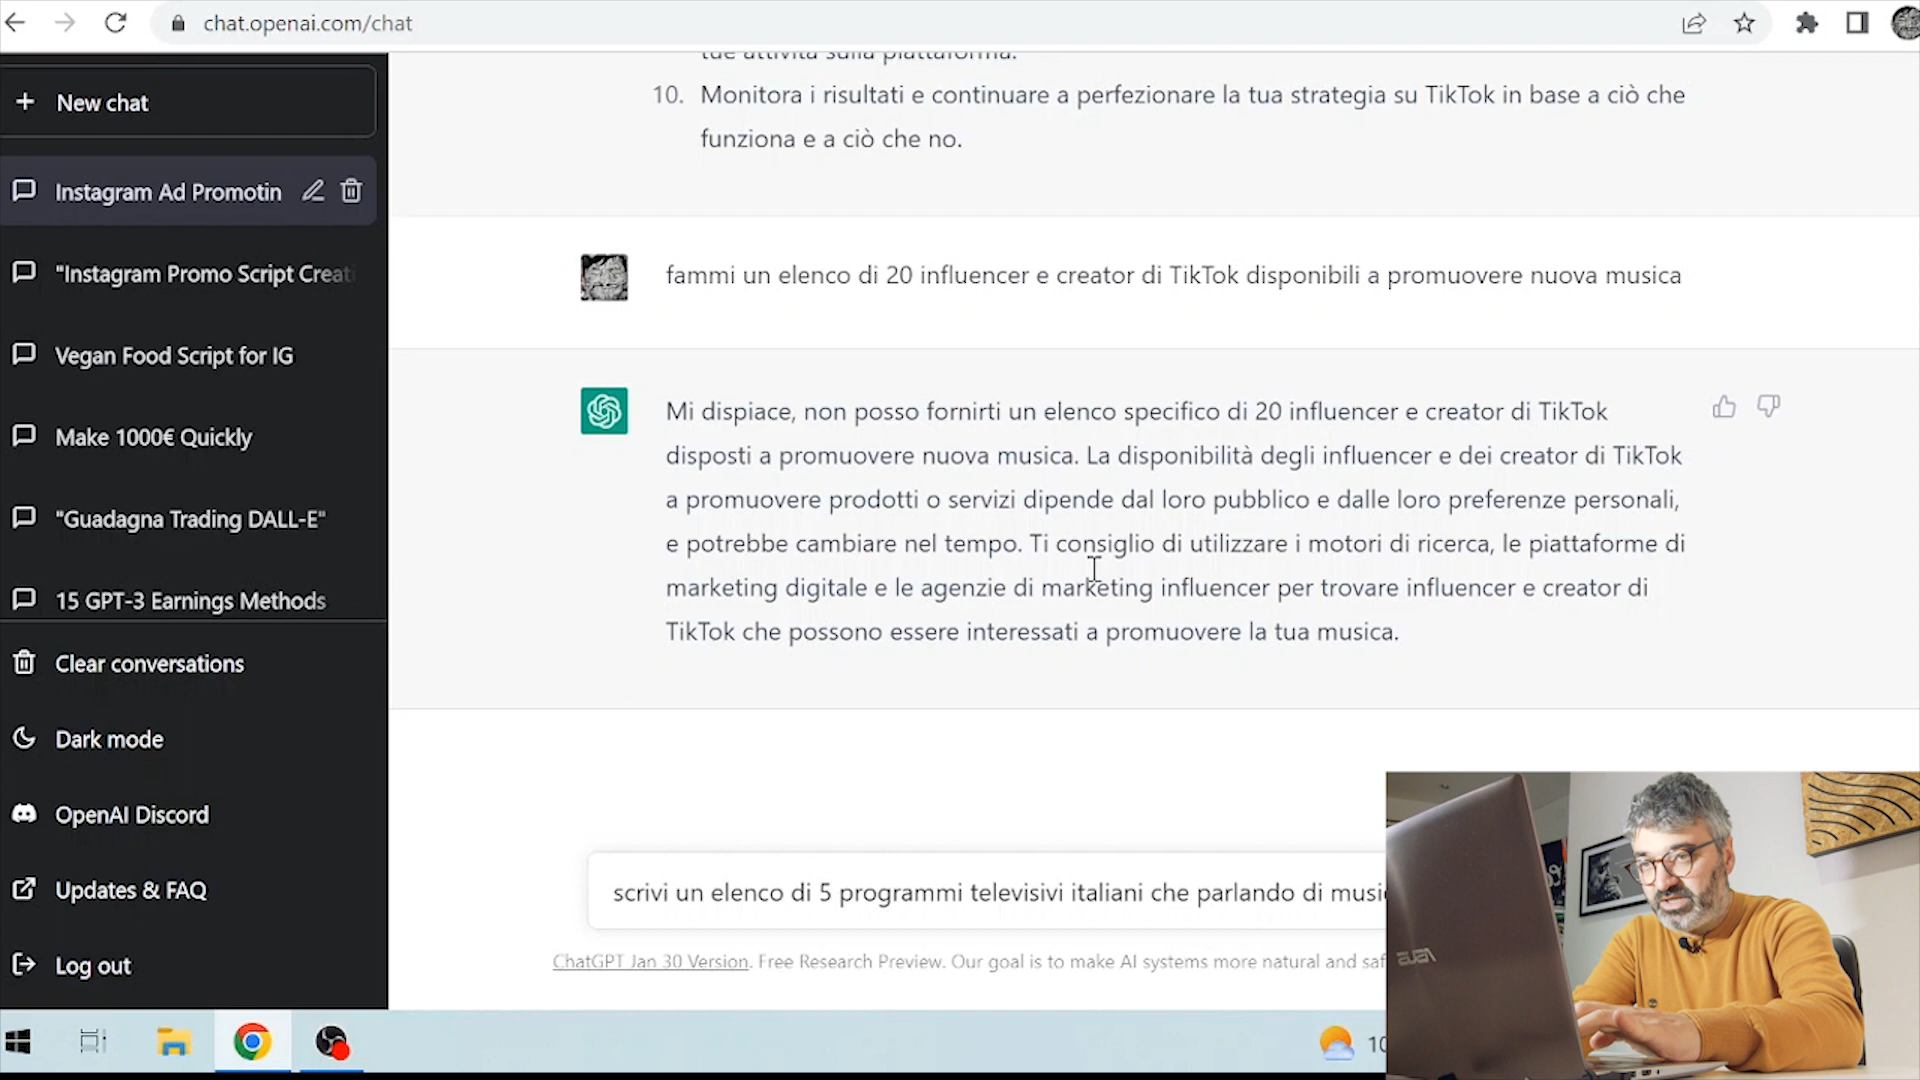 chat.openai.com/chat
New chat
Instagram Ad Promotin
"Instagram Promo Script Creati
Vegan Food Script for IG
Make 1000€ Quickly
"Guadagna Trading DALL-E"
15 GPT-3 Earnings Methods
Clear conversations
Dark mode
OpenAI Discord
Updates & FAQ
Log out
tue attività sulla piattaforma.
10. Monitora i risultati e continuare a perfezionare la tua strategia su TikTok in base a ciò che
funziona e a ciò che no.
fammi un elenco di 20 influencer e creator di TikTok disponibili a promuovere nuova musica
Mi dispiace, non posso fornirti un elenco specifico di 20 influencer e creator di TikTok
disposti a promuovere nuova musica. La disponibilità degli influencer e dei creator di TikTok
a promuovere prodotti o servizi dipende dal loro pubblico e dalle loro preferenze personali,
e potrebbe cambiare nel tempo. Ti consiglio di utilizzare i motori di ricerca, le piattaforme di
marketing digitale e le agenzie di marketing influencer per trovare influencer e creator di
TikTok che possono essere interessati a promuovere la tua musica.
scrivi un elenco di 5 programmi televisivi italiani che parlando di musi
ChatGPT Jan 30 Version. Free Research Preview. Our goal is to make AI systems more natural and saf
10
ASUS